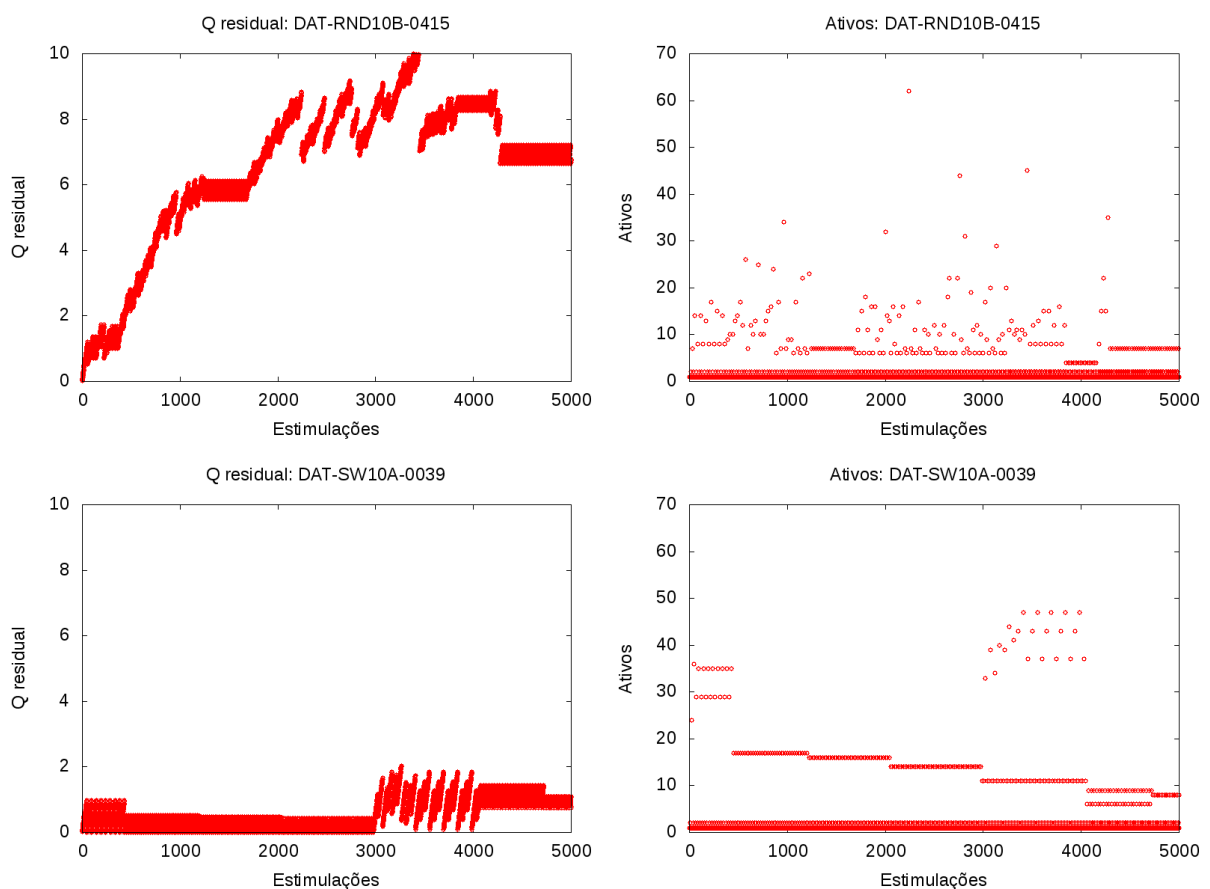 Q residual: DAT-RND10B-0415
Q residual
10
8
6
4
2
0
0 1000 2000 3000 4000 5000
Estimulações
Ativos: DAT-RND10B-0415
Ativos
70
60
50
40
30
20
10
0
0 1000 2000 3000 4000 5000
Estimulações
Q residual: DAT-SW10A-0039
Q residual
10
8
6
4
2
0
0 1000 2000 3000 4000 5000
Estimulações
Ativos: DAT-SW10A-0039
Ativos
70
60
50
40
30
20
10
0
0 1000 2000 3000 4000 5000
Estimulações